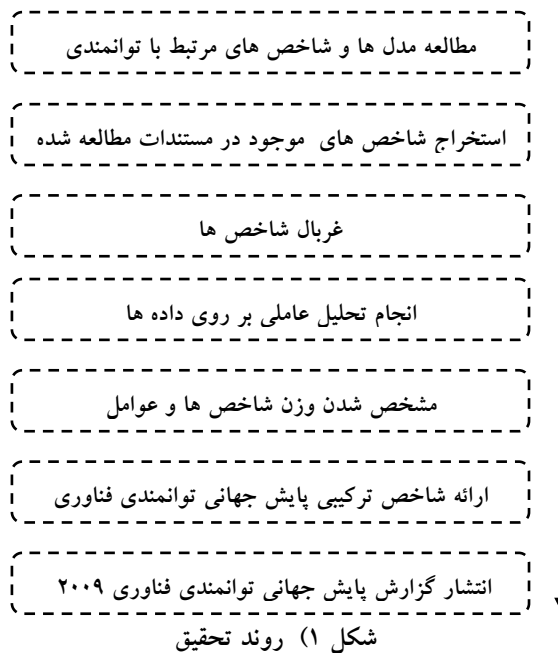 مطالعه مدل ها و شاخص های مرتبط با توانمندی
استخراج شاخص های موجود در مستندات مطالعه شده
غربال شاخص ها
انجام تحلیل عاملی بر روی داده ها
مشخص شدن وزن شاخص ها و عوامل
ارائه شاخص ترکیبی پایش جهانی توانمندی فناوری
انتشار گزارش پایش جهانی توانمندی فناوری ۲۰۰۹
شکل ۱) روند تحقیق